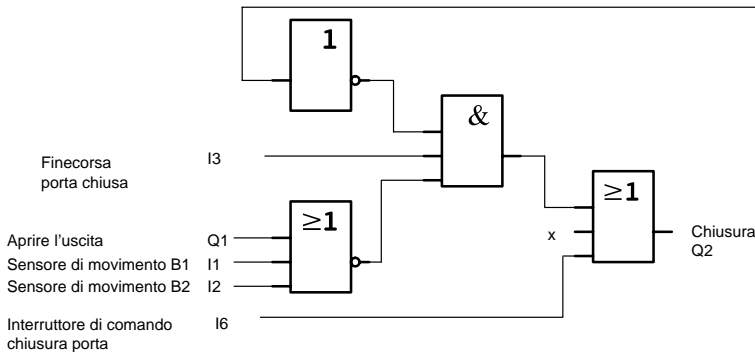 1
&
Finecorsa I3
porta chiusa
≥1
≥1
Aprire l'uscita Q1
x
Chiusura
Q2
Sensore di movimento B1 I1
Sensore di movimento B2 I2
Interruttore di comando I6
chiusura porta